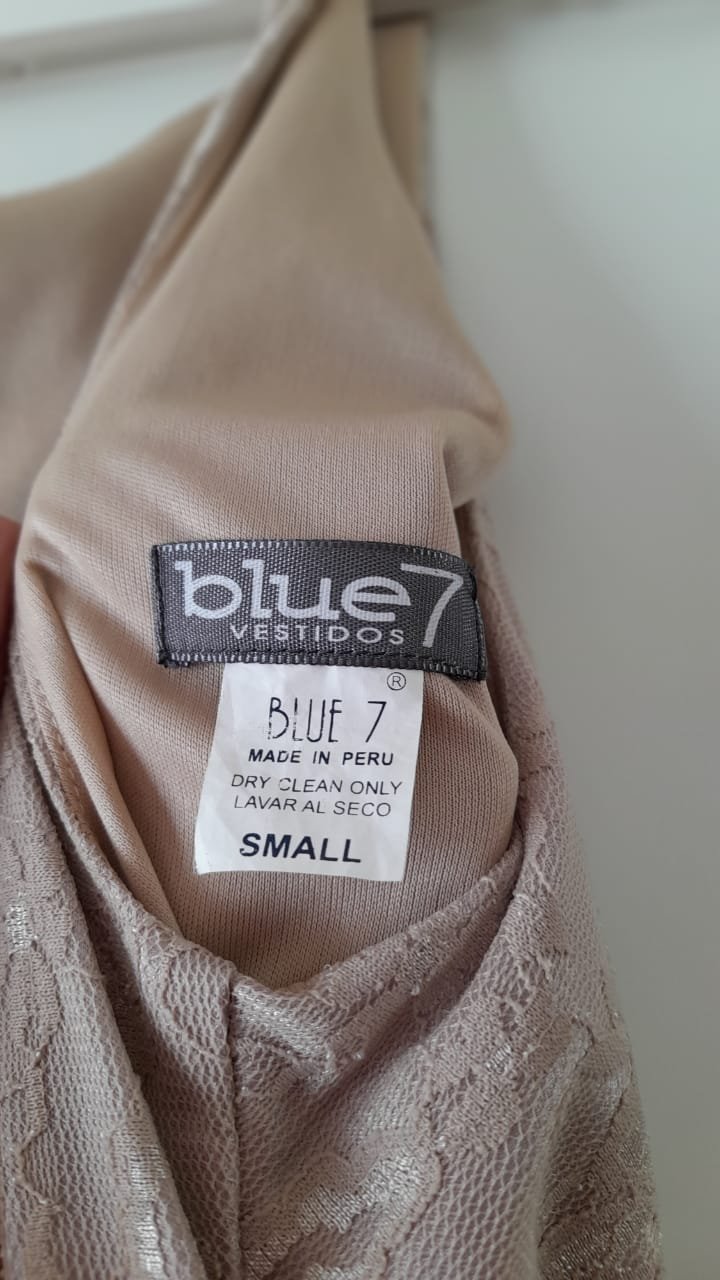 blue7
VESTIDOS
®
BLUE 7
MADE IN PERU
DRY CLEAN ONLY
LAVAR AL SECO
SMALL